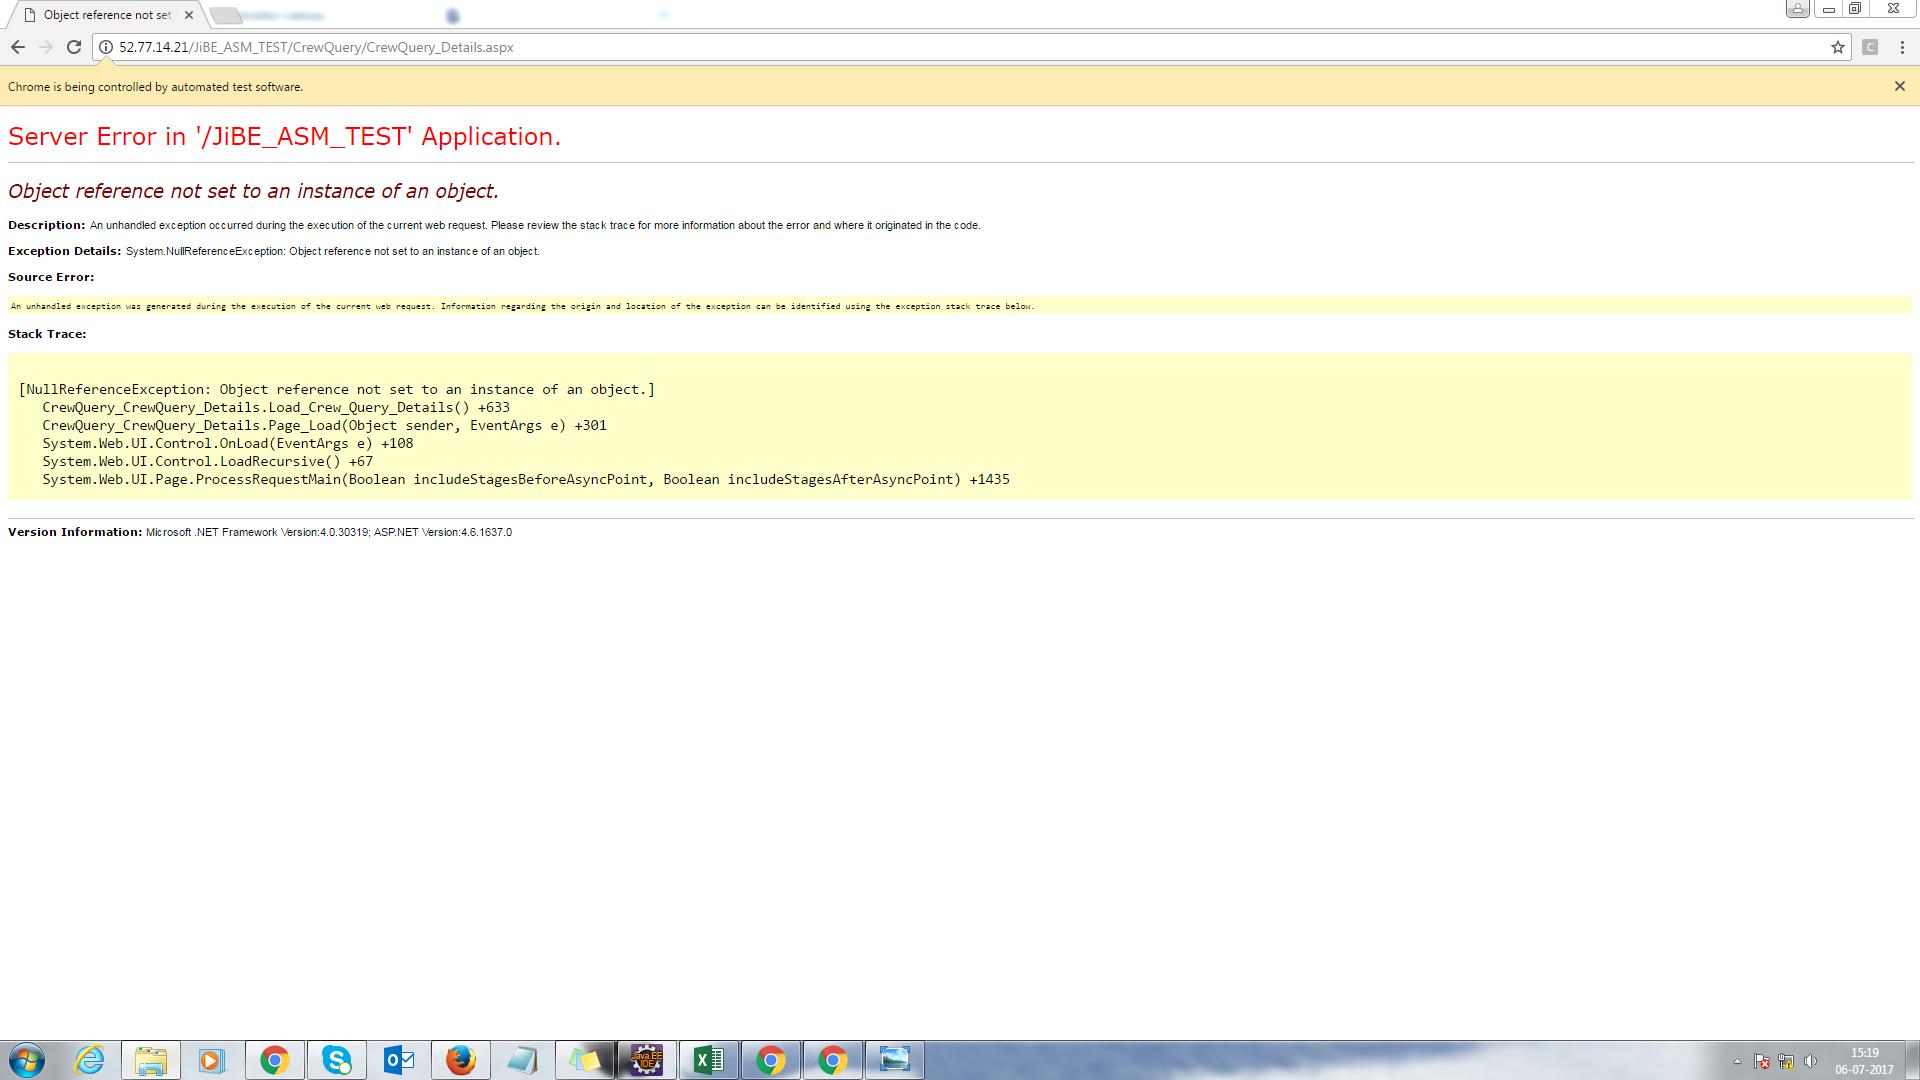 Object reference not set
52.77.14.21/JiBE_ASM_TEST/CrewQuery/CrewQuery_Details.aspx
C
Chrome is being controlled by automated test software.
Server Error in '/JiBE_ASM_TEST' Application.
Object reference not set to an instance of an object.
Description: An unhandled exception occurred during the execution of the current web request. Please review the stack trace for more information about the error and where it originated in the code.
Exception Details: System.NullReferenceException: Object reference not set to an instance of an object.
Source Error:
An unhandled exception was generated during the execution of the current web request. Information regarding the origin and location of the exception can be identified using the exception stack trace below.
Stack Trace:
[NullReferenceException: Object reference not set to an instance of an object.]
CrewQuery_CrewQuery_Details.Load_Crew_Query_Details() +633
CrewQuery_CrewQuery_Details.Page_Load(Object sender, EventArgs e) +301
System.Web.UI.Control.OnLoad(EventArgs e) +108
System.Web.UI.Control.LoadRecursive() +67
System.Web.UI.Page.ProcessRequestMain(Boolean includeStagesBeforeAsyncPoint, Boolean includeStagesAfterAsyncPoint) +1435
Version Information: Microsoft .NET Framework Version:4.0.30319; ASP.NET Version:4.6.1637.0
Java EE
IDE
15:19
06-07-2017